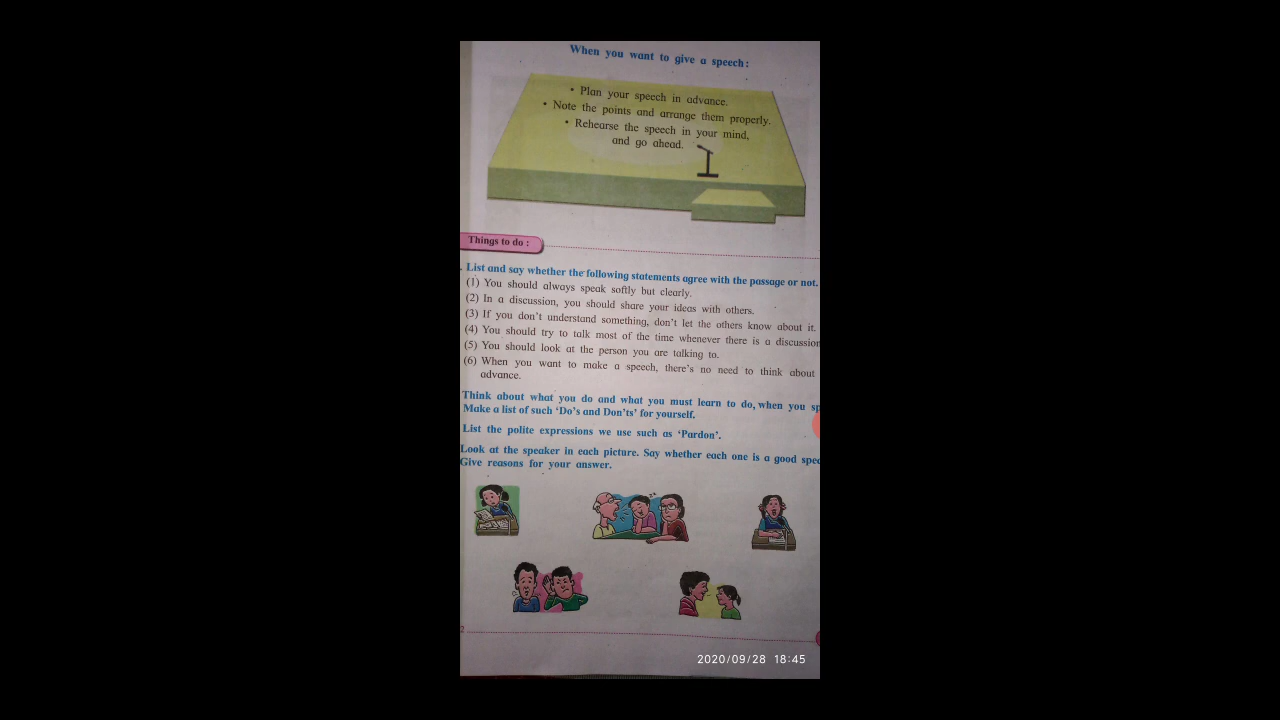 When you want to give a speech:
• Plan your speech in advance.
• Note the points and arrange them properly.
• Rehearse the speech in your mind,
and go ahead.
Things to do :
. List and say whether the following statements agree with the passage or not.
(1) You should always speak softly but clearly.
(2) In a discussion, you should share your ideas with others.
(3) If you don't understand something, don't let the others know about it.
(4) You should try to talk most of the time whenever there is a discussion
(5) You should look at the person you are talking to.
(6) When you want to make a speech, there's no need to think about
advance.
Think about what you do and what you must learn to do, when you sp
Make a list of such 'Do's and Don'ts' for yourself.
List the polite expressions we use such as 'Pardon'.
Look at the speaker in each picture. Say whether each one is a good spea
Give reasons for your answer.
2
2020/09/28 18:45